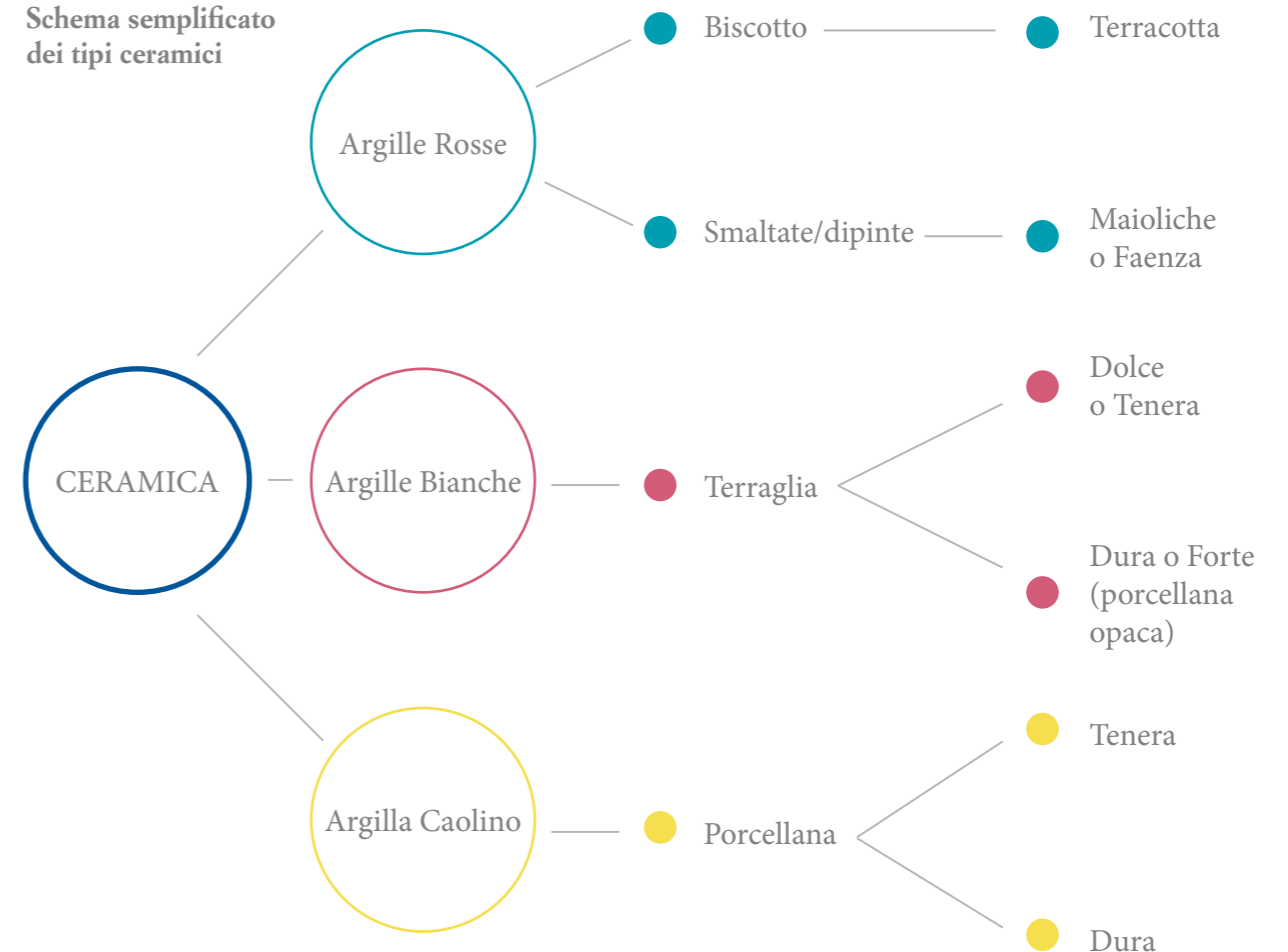 Schema semplificato
dei tipi ceramici
Biscotto
Terracotta
Argille Rosse
Smaltate/dipinte
Maioliche
o Faenza
Dolce
o Tenera
CERAMICA
Argille Bianche
Terraglia
Dura o Forte
(porcellana
opaca)
Tenera
Argilla Caolino
Porcellana
Dura